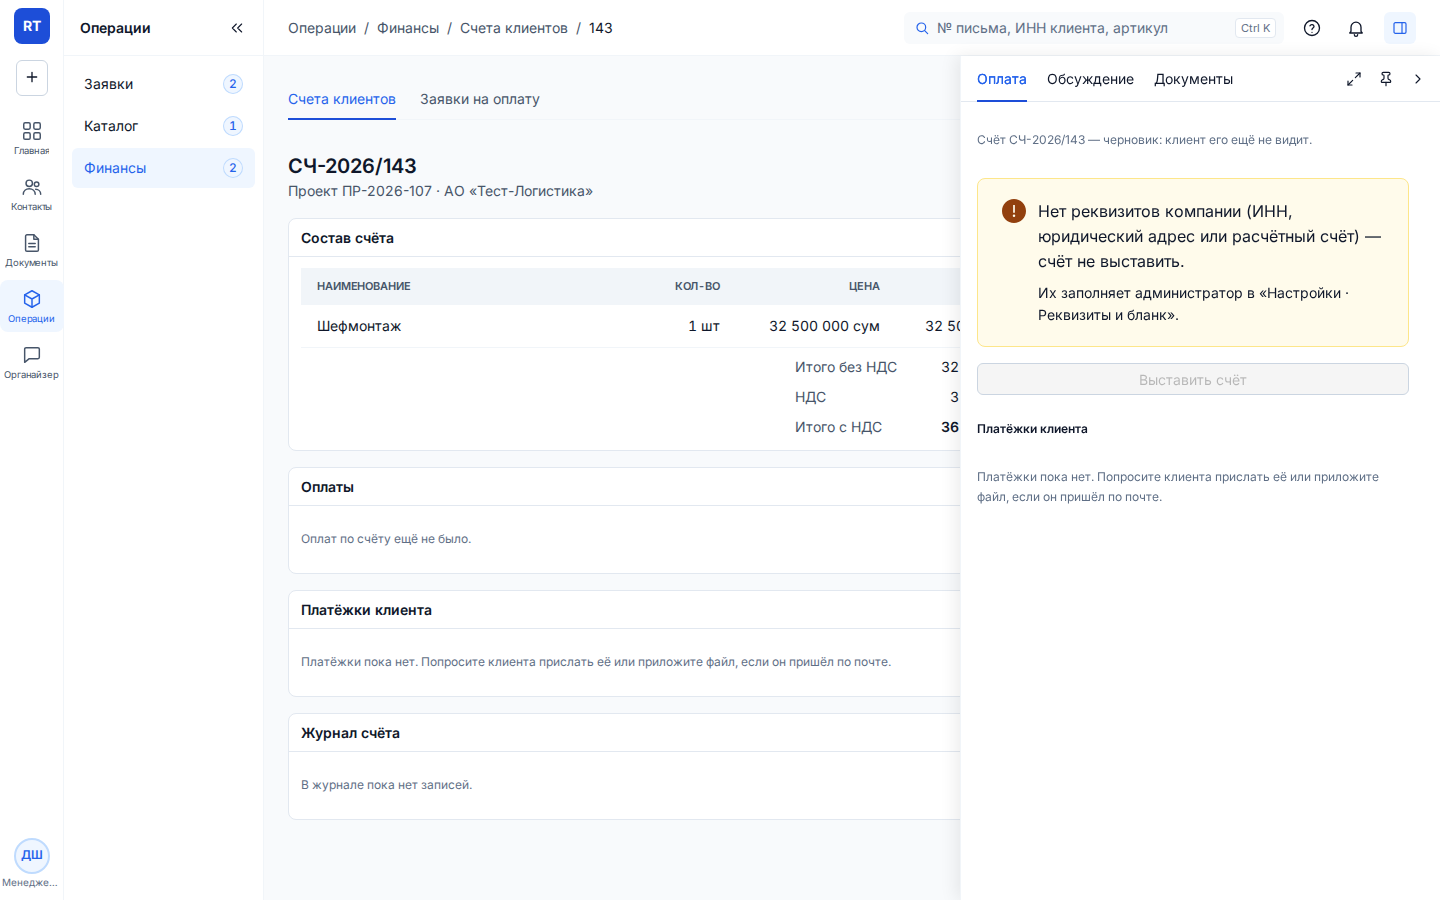 RT
Операции
Операции / Финансы / Счета клиентов / 143
№ письма, ИНН клиента, артикул
Ctrl K
Главная
Контакты
Документы
Операции
Органайзер
ДШ
Менедже...
Заявки 2
Каталог 1
Финансы 2
Счета клиентов
Заявки на оплату
СЧ-2026/143
Проект ПР-2026-107 · АО «Тест-Логистика»
Состав счёта
НАИМЕНОВАНИЕ КОЛ-ВО ЦЕНА
Шефмонтаж 1 шт 32 500 000 сум 32 50
Итого без НДС 32
НДС 3
Итого с НДС 36
Оплаты
Оплат по счёту ещё не было.
Платёжки клиента
Платёжки пока нет. Попросите клиента прислать её или приложите файл, если он пришёл по почте.
Журнал счёта
В журнале пока нет записей.
Оплата
Обсуждение
Документы
Счёт СЧ-2026/143 — черновик: клиент его ещё не видит.
Нет реквизитов компании (ИНН,
юридический адрес или расчётный счёт) —
счёт не выставить.
Их заполняет администратор в «Настройки ·
Реквизиты и бланк».
Выставить счёт
Платёжки клиента
Платёжки пока нет. Попросите клиента прислать её или приложите
файл, если он пришёл по почте.